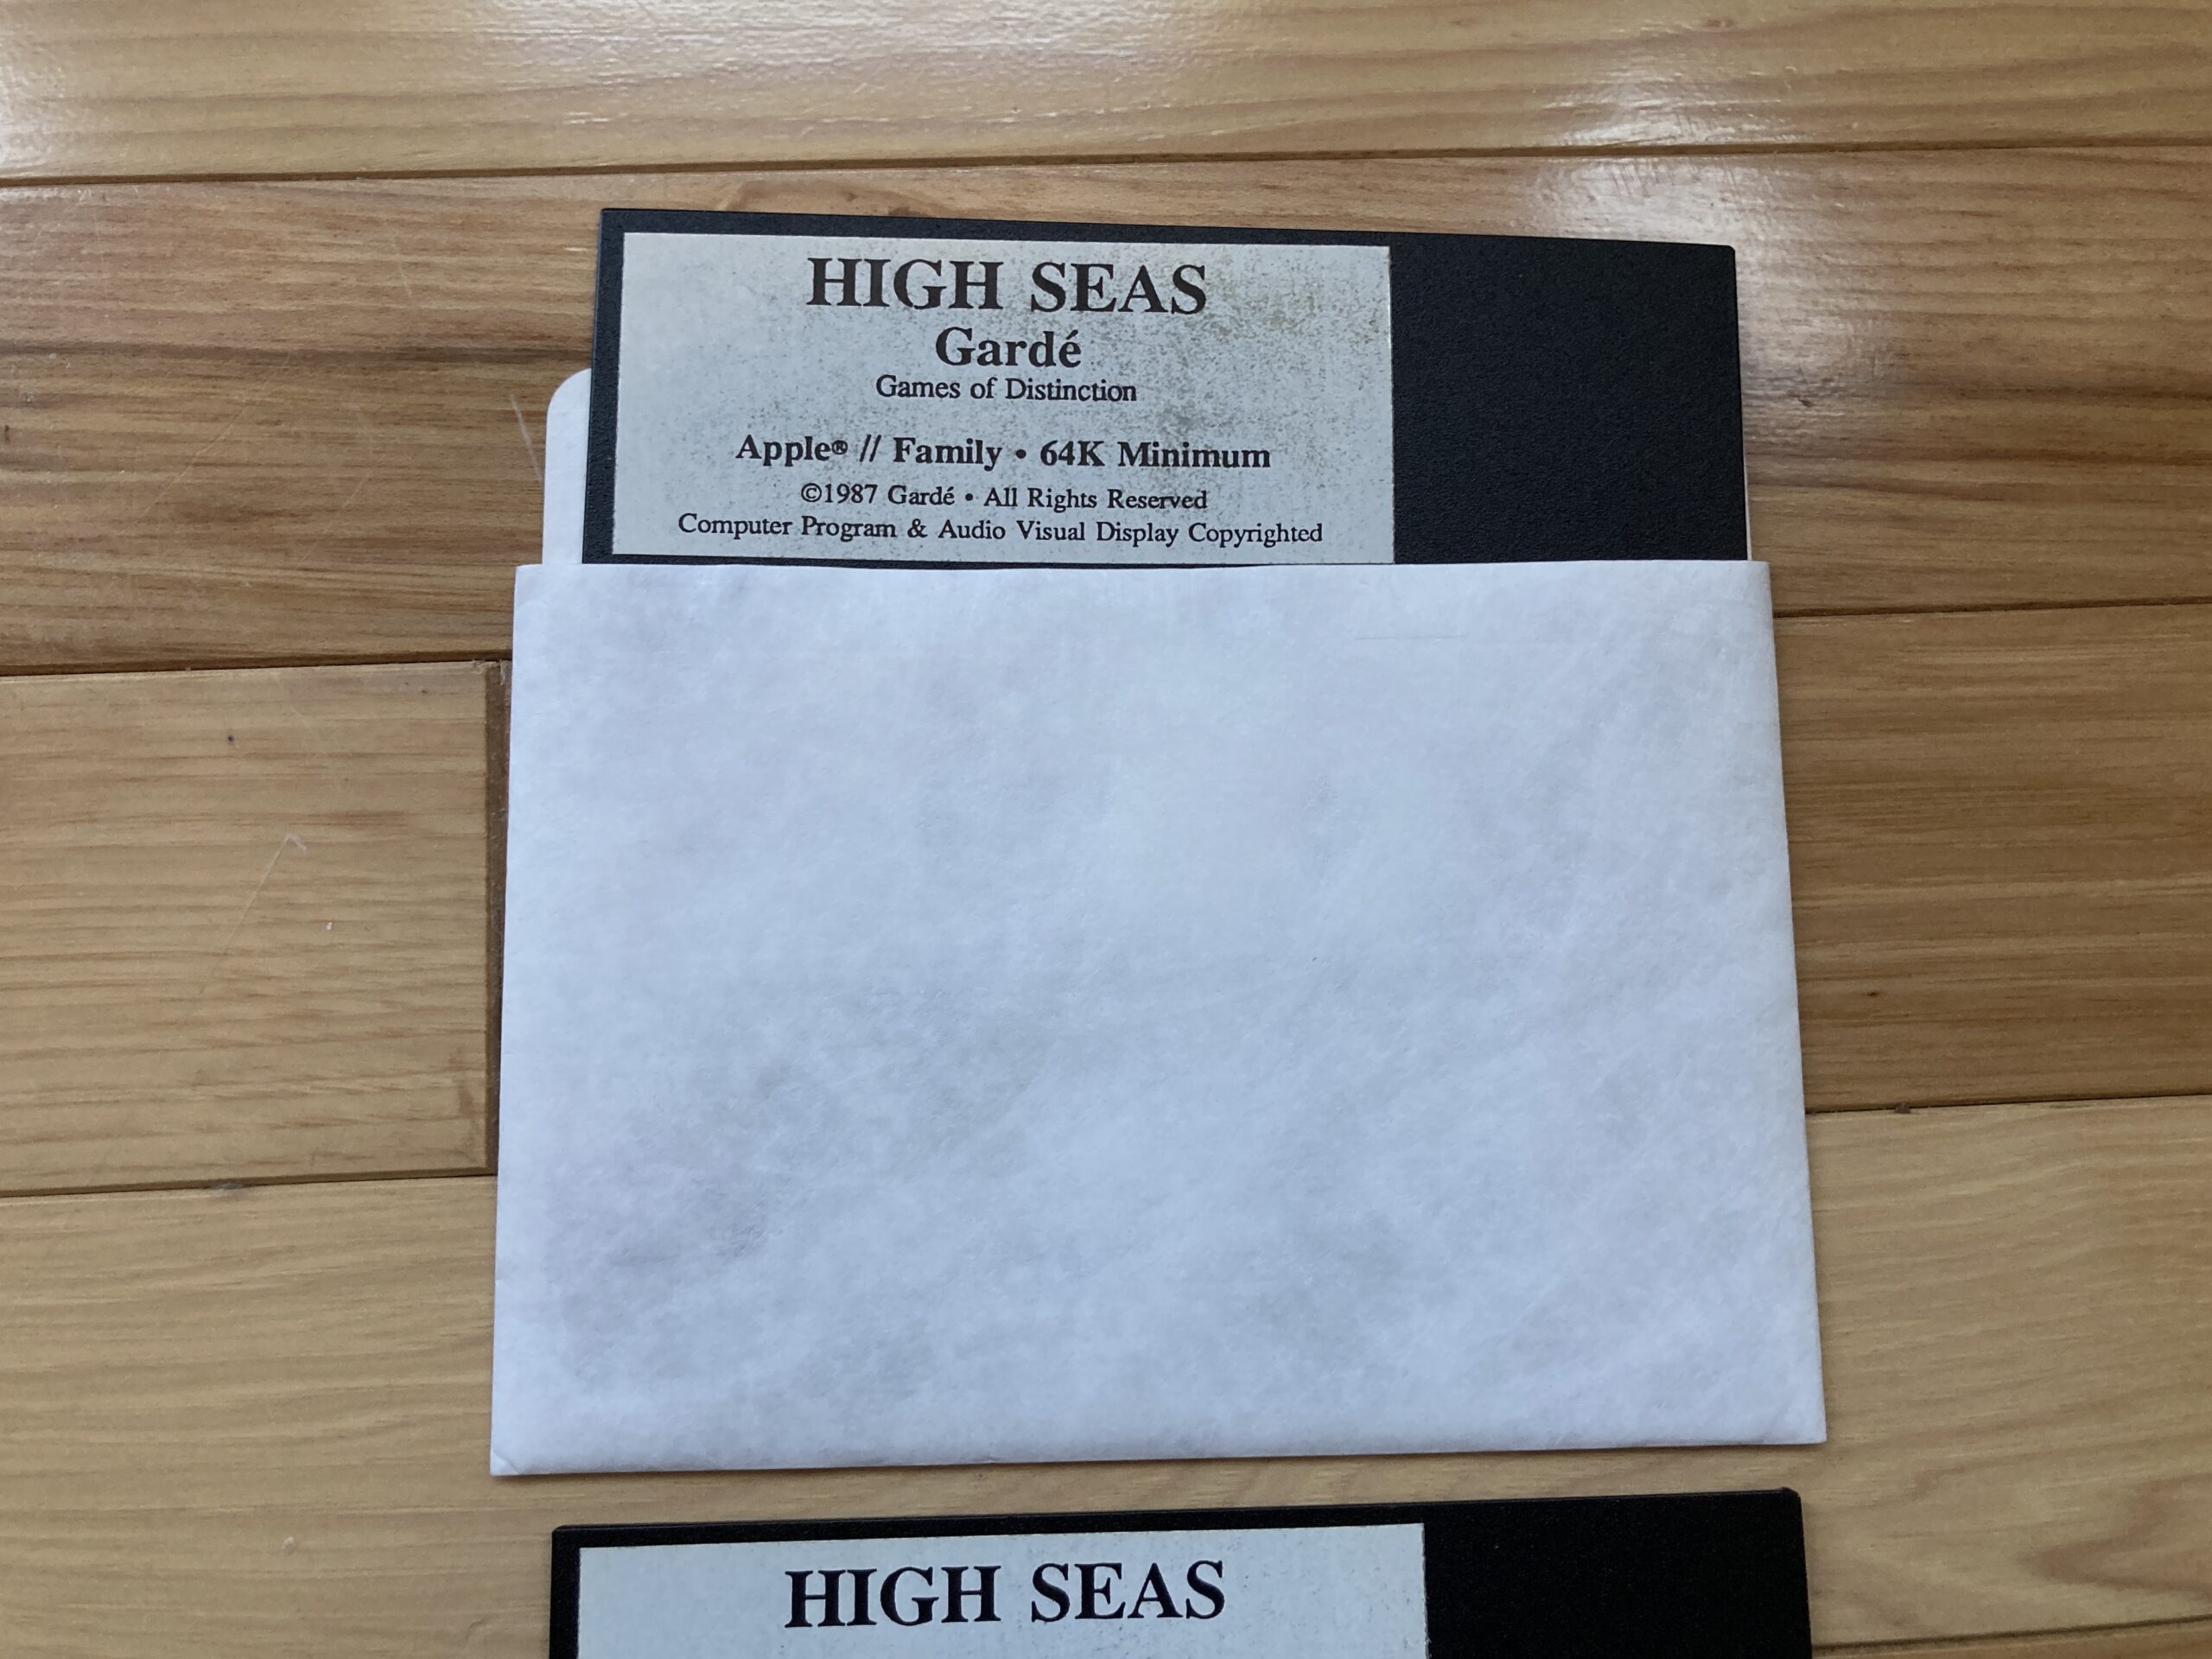 HIGH SEAS
Gardé
Games of Distinction
Apple® // Family • 64K Minimum
©1987 Gardé • All Rights Reserved
Computer Program & Audio Visual Display Copyrighted
HIGH SEAS